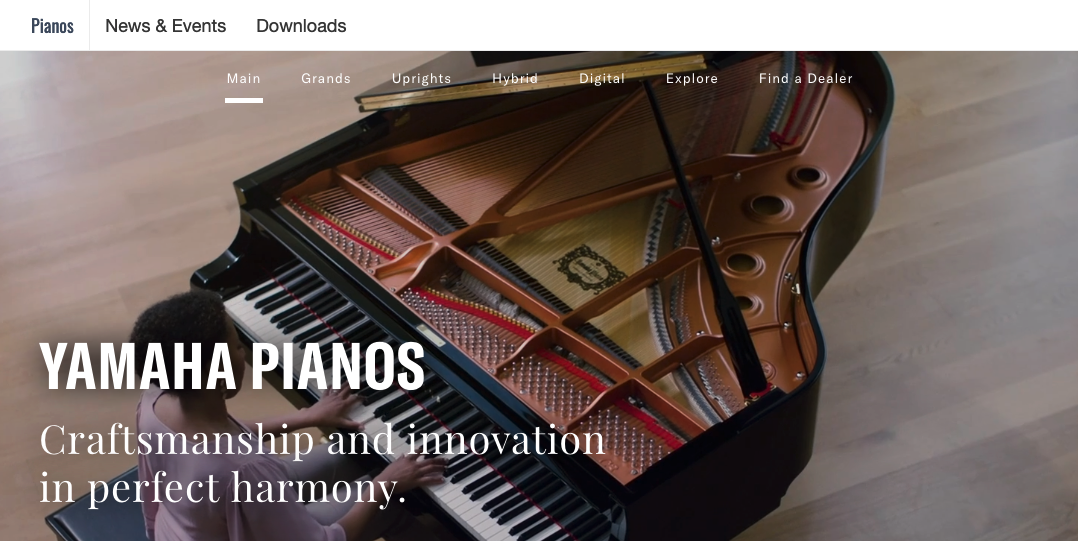 Pianos News & Events Downloads
Main Grands Uprights Hybrid Digital Explore Find a Dealer
YAMAHA PIANOS
Craftsmanship and innovation
in perfect harmony.